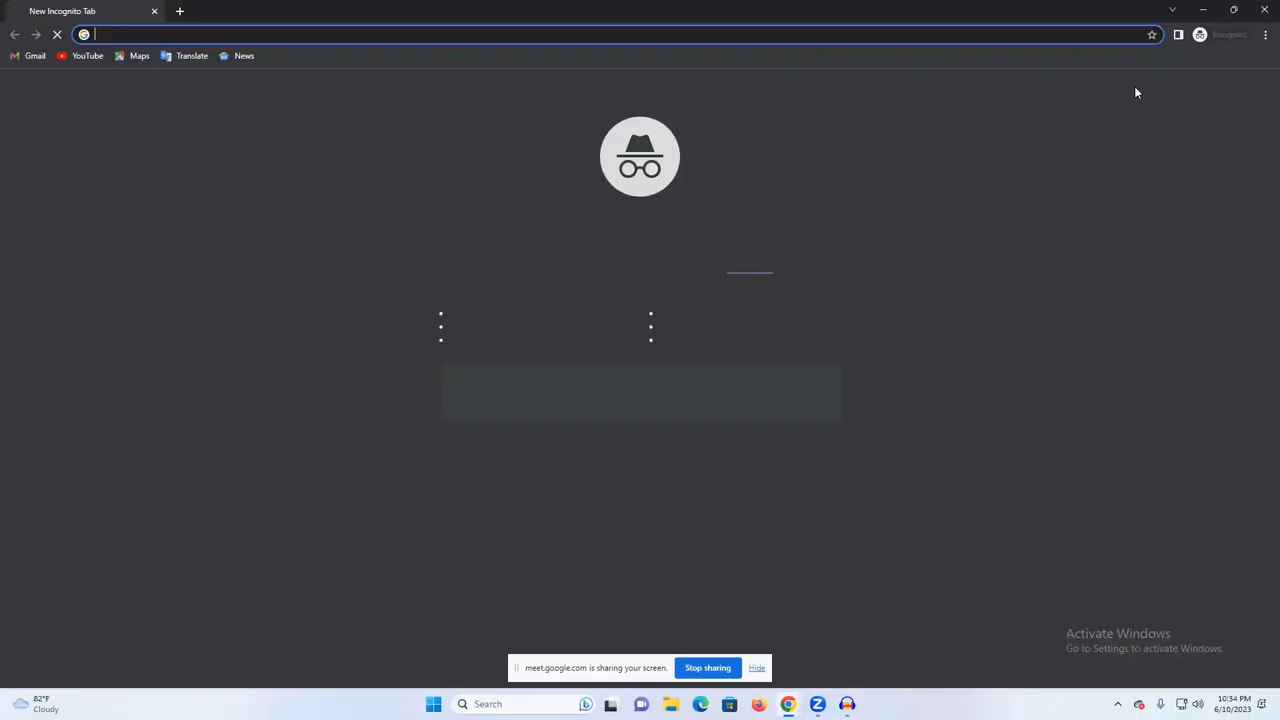 New Incognito Tab
Incognito
Gmail YouTube Maps Translate News
Activate Windows
Go to Settings to activate Windows.
meet.google.com is sharing your screen. Stop sharing Hide
82°F
Cloudy
Search
10:34 PM
6/10/2023